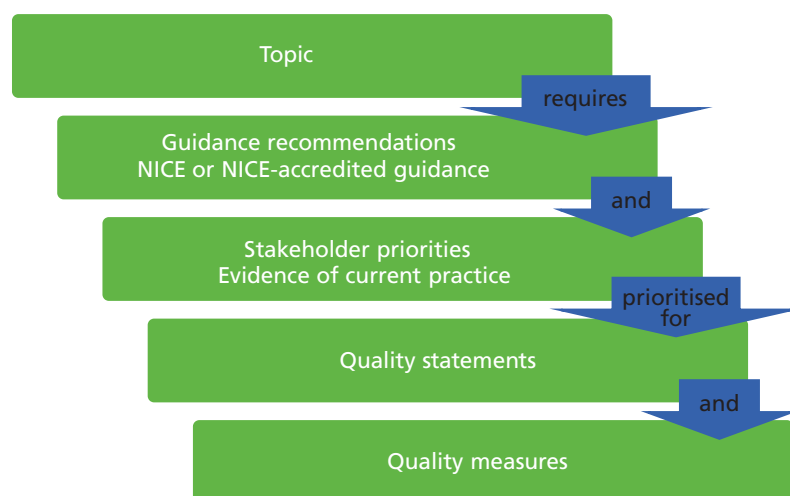 Topic
requires
Guidance recommendations
NICE or NICE-accredited guidance
and
Stakeholder priorities
Evidence of current practice
prioritised
for
Quality statements
and
Quality measures